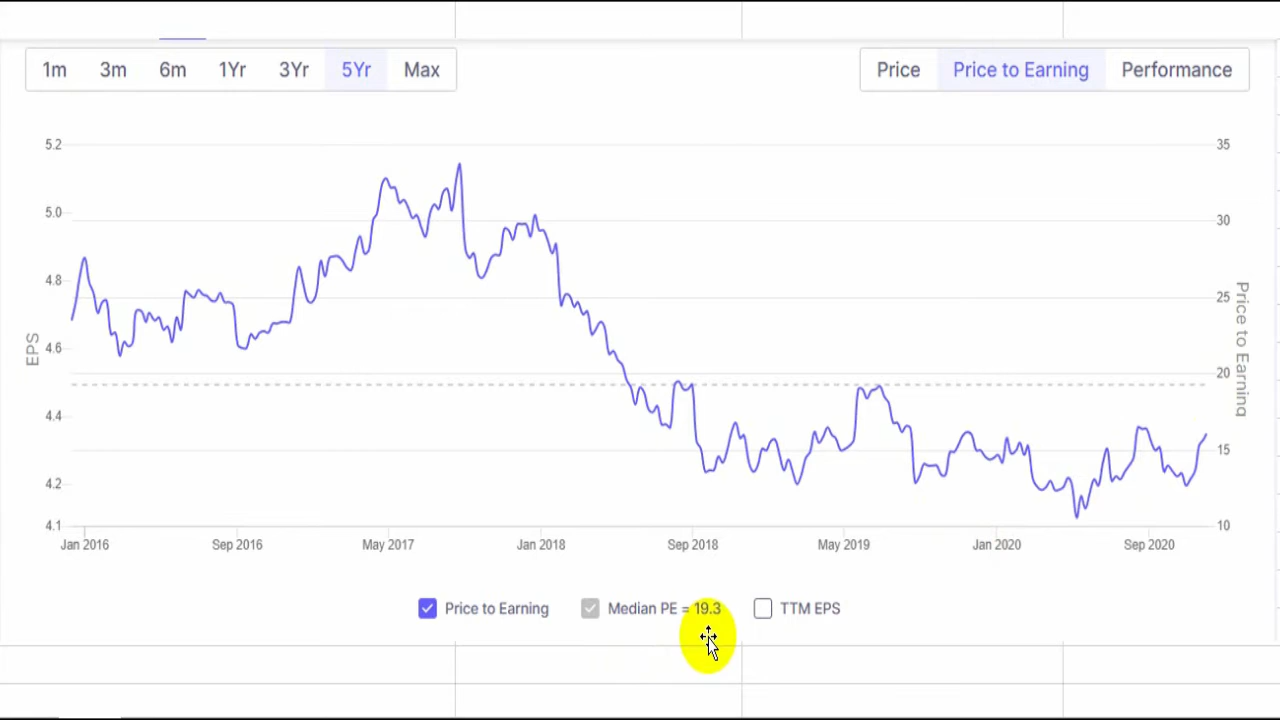 1m 3m 6m 1Yr 3Yr 5Yr Max Price Price to Earning Performance
5.2 35
5.0 30
4.8 25
4.6 20
4.4 15
4.2 10
4.1
EPS
Price to Earning
Jan 2016 Sep 2016 May 2017 Jan 2018 Sep 2018 May 2019 Jan 2020 Sep 2020
Price to Earning Median PE = 19.3 TTM EPS